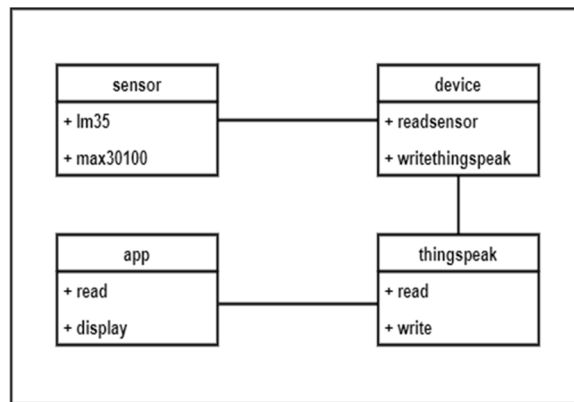 sensor
+ lm35
+ max30100
device
+ readsensor
+ writethingspeak
app
+ read
+ display
thingspeak
+ read
+ write